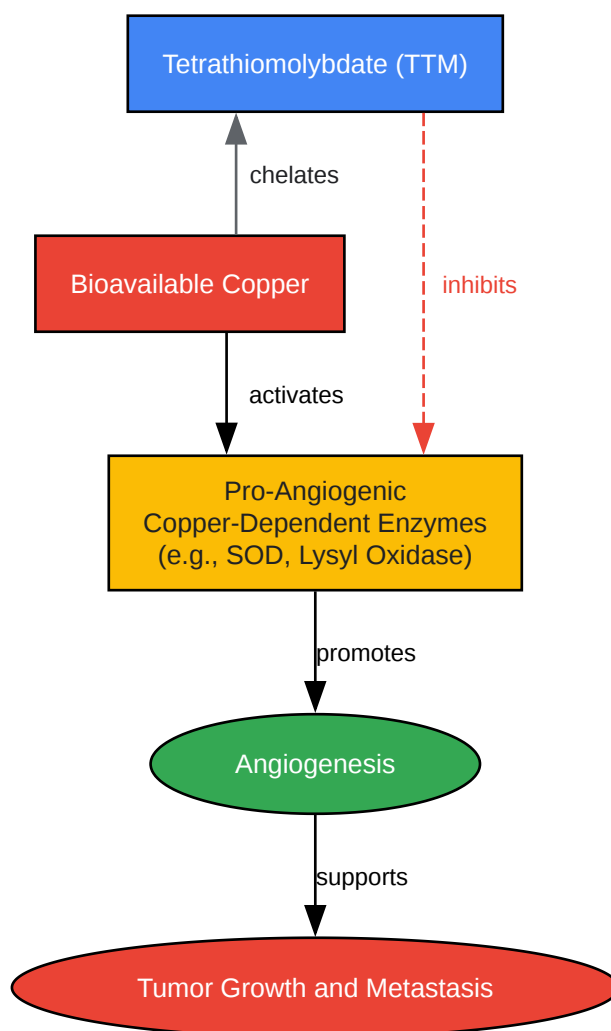 Tetrathiomolybdate (TTM)
chelates
Bioavailable Copper
inhibits
activates
Pro-Angiogenic
Copper-Dependent Enzymes
(e.g., SOD, Lysyl Oxidase)
promotes
Angiogenesis
supports
Tumor Growth and Metastasis